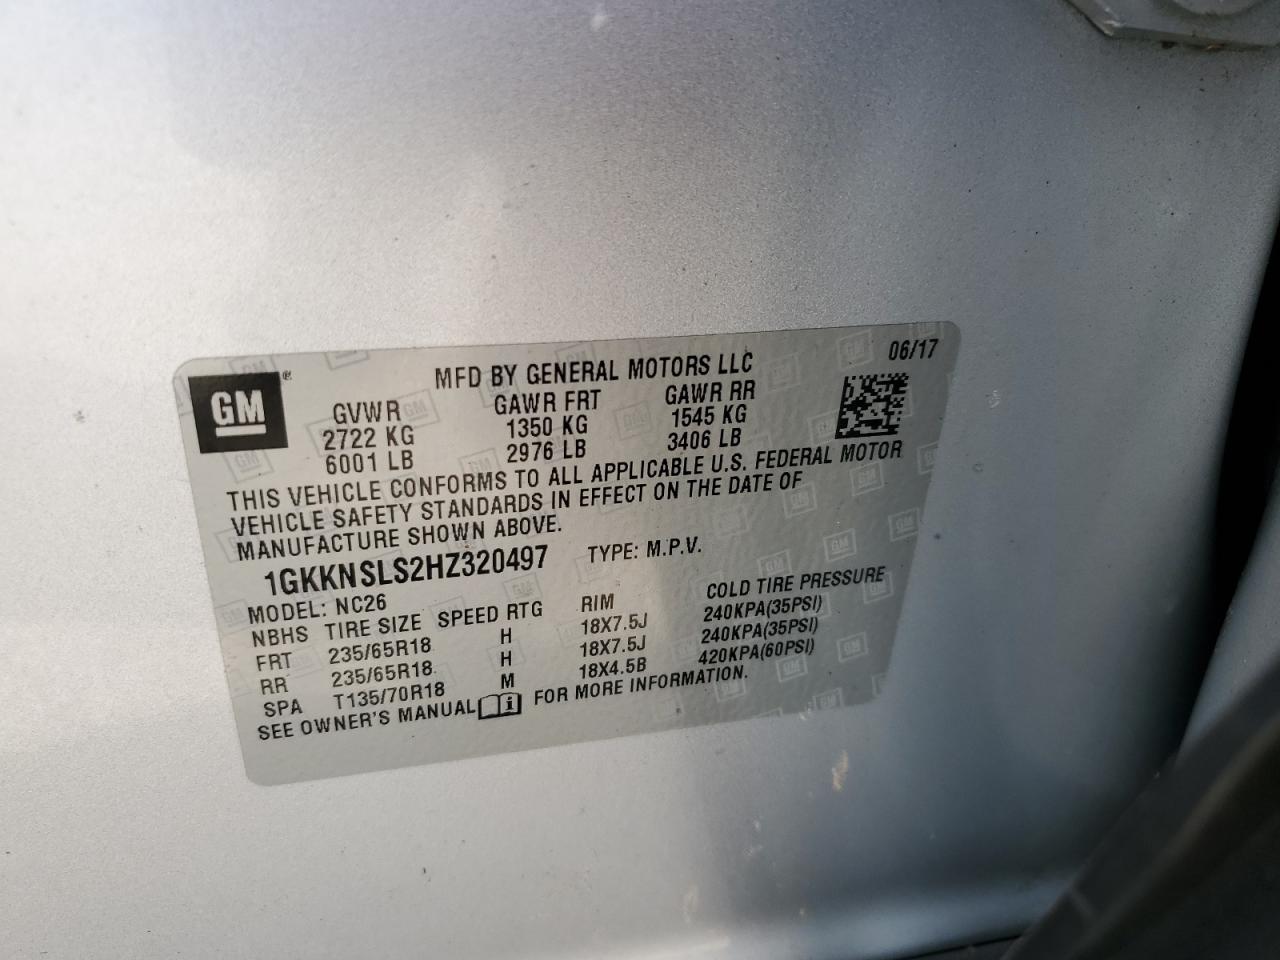 MFD BY GENERAL MOTORS LLC 06/17
GM®
GVWR GAWR FRT GAWR RR
2722 KG 1350 KG 1545 KG
6001 LB 2976 LB 3406 LB
THIS VEHICLE CONFORMS TO ALL APPLICABLE U.S. FEDERAL MOTOR
VEHICLE SAFETY STANDARDS IN EFFECT ON THE DATE OF
MANUFACTURE SHOWN ABOVE.
1GKKNSLS2HZ320497 TYPE: M.P.V.
MODEL: NC26
NBHS TIRE SIZE SPEED RTG RIM COLD TIRE PRESSURE
FRT 235/65R18 H 18X7.5J 240KPA(35PSI)
RR 235/65R18 H 18X7.5J 240KPA(35PSI)
SPA T135/70R18 M 18X4.5B 420KPA(60PSI)
SEE OWNER'S MANUAL i FOR MORE INFORMATION.